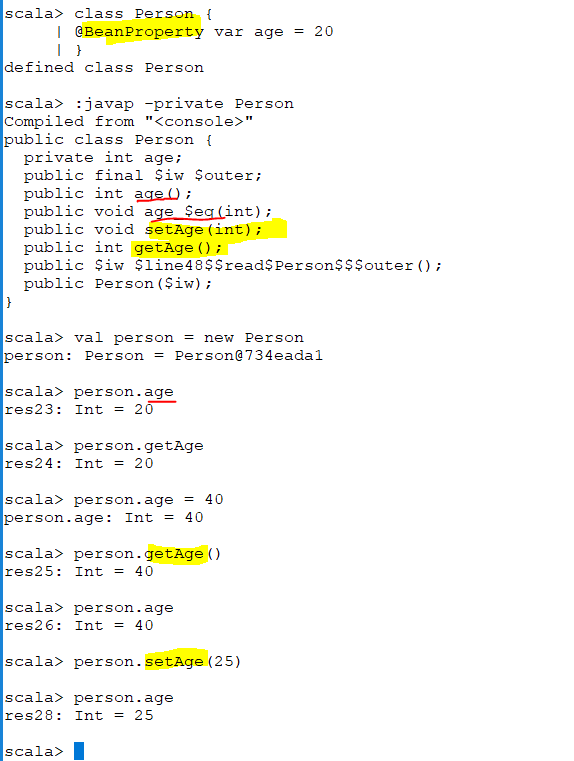 scala> class Person {
     | @BeanProperty var age = 20
     | }
defined class Person
scala> :javap -private Person
Compiled from "<console>"
public class Person {
  private int age;
  public final $iw $outer;
  public int age();
  public void age_$eq(int);
  public void setAge(int);
  public int getAge();
  public $iw $line48$$read$Person$$$outer();
  public Person($iw);
}
scala> val person = new Person
person: Person = Person@734eada1
scala> person.age
res23: Int = 20
scala> person.getAge
res24: Int = 20
scala> person.age = 40
person.age: Int = 40
scala> person.getAge()
res25: Int = 40
scala> person.age
res26: Int = 40
scala> person.setAge(25)
scala> person.age
res28: Int = 25
scala>